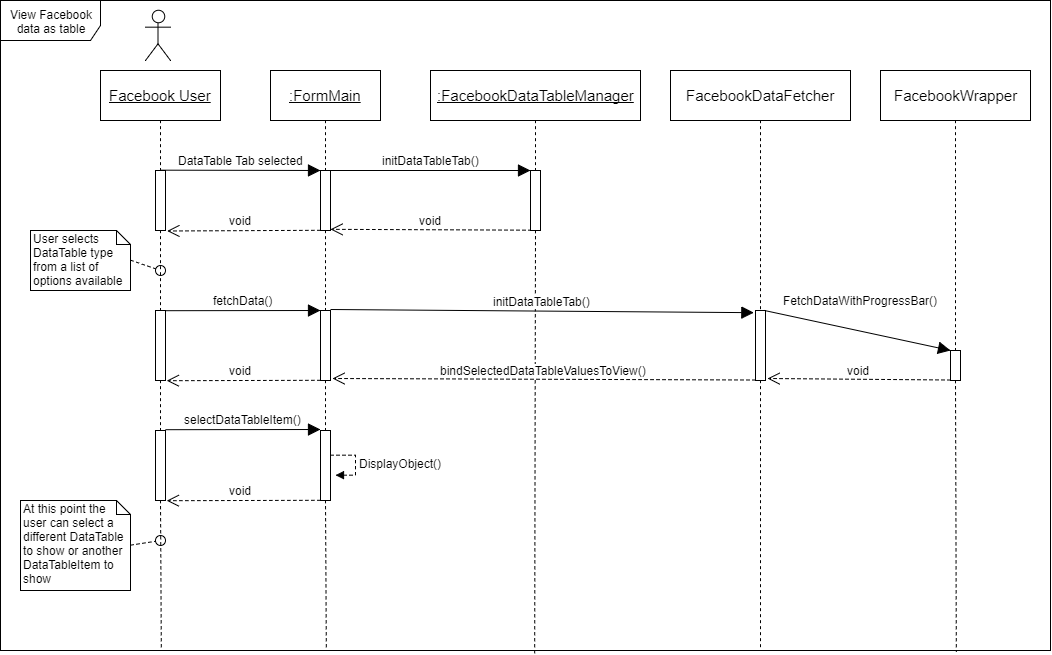 View Facebook
data as table
Facebook User
:FormMain
:FacebookDataTableManager
FacebookDataFetcher
FacebookWrapper
DataTable Tab selected
initDataTableTab()
void
void
User selects
DataTable type
from a list of
options available
fetchData()
initDataTableTab()
FetchDataWithProgressBar()
void
bindSelectedDataTableValuesToView()
void
selectDataTableItem()
DisplayObject()
void
At this point the
user can select a
different DataTable
to show or another
DataTableItem to
show